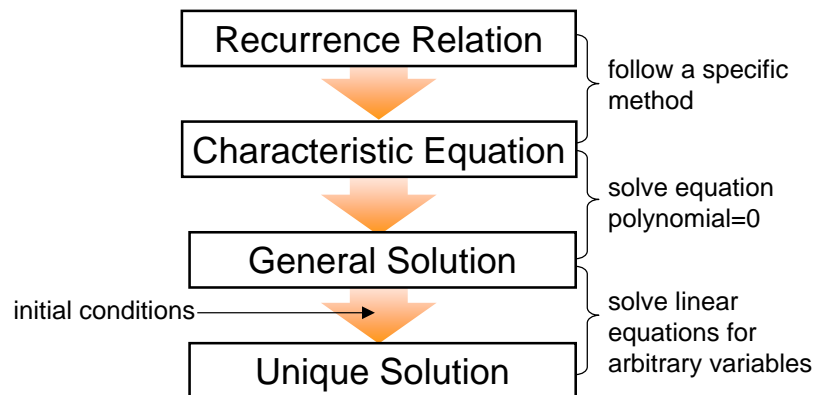 Recurrence Relation
follow a specific
method
Characteristic Equation
solve equation
polynomial=0
General Solution
initial conditions
solve linear
equations for
arbitrary variables
Unique Solution